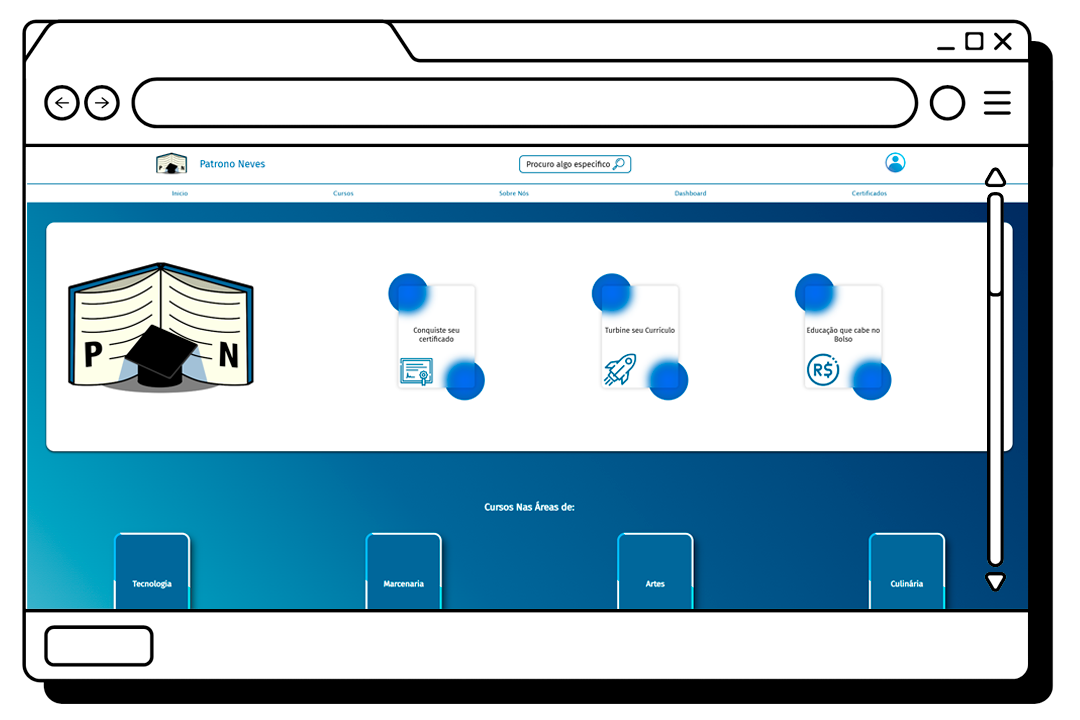 Patrono Neves
Procuro algo específico
Inicio
Cursos
Sobre Nós
Dashboard
Certificados
P N
Conquiste seu
certificado
Turbine seu Currículo
Educação que cabe no
Bolso
R$
Cursos Nas Áreas de:
Tecnologia
Marcenaria
Artes
Culinária